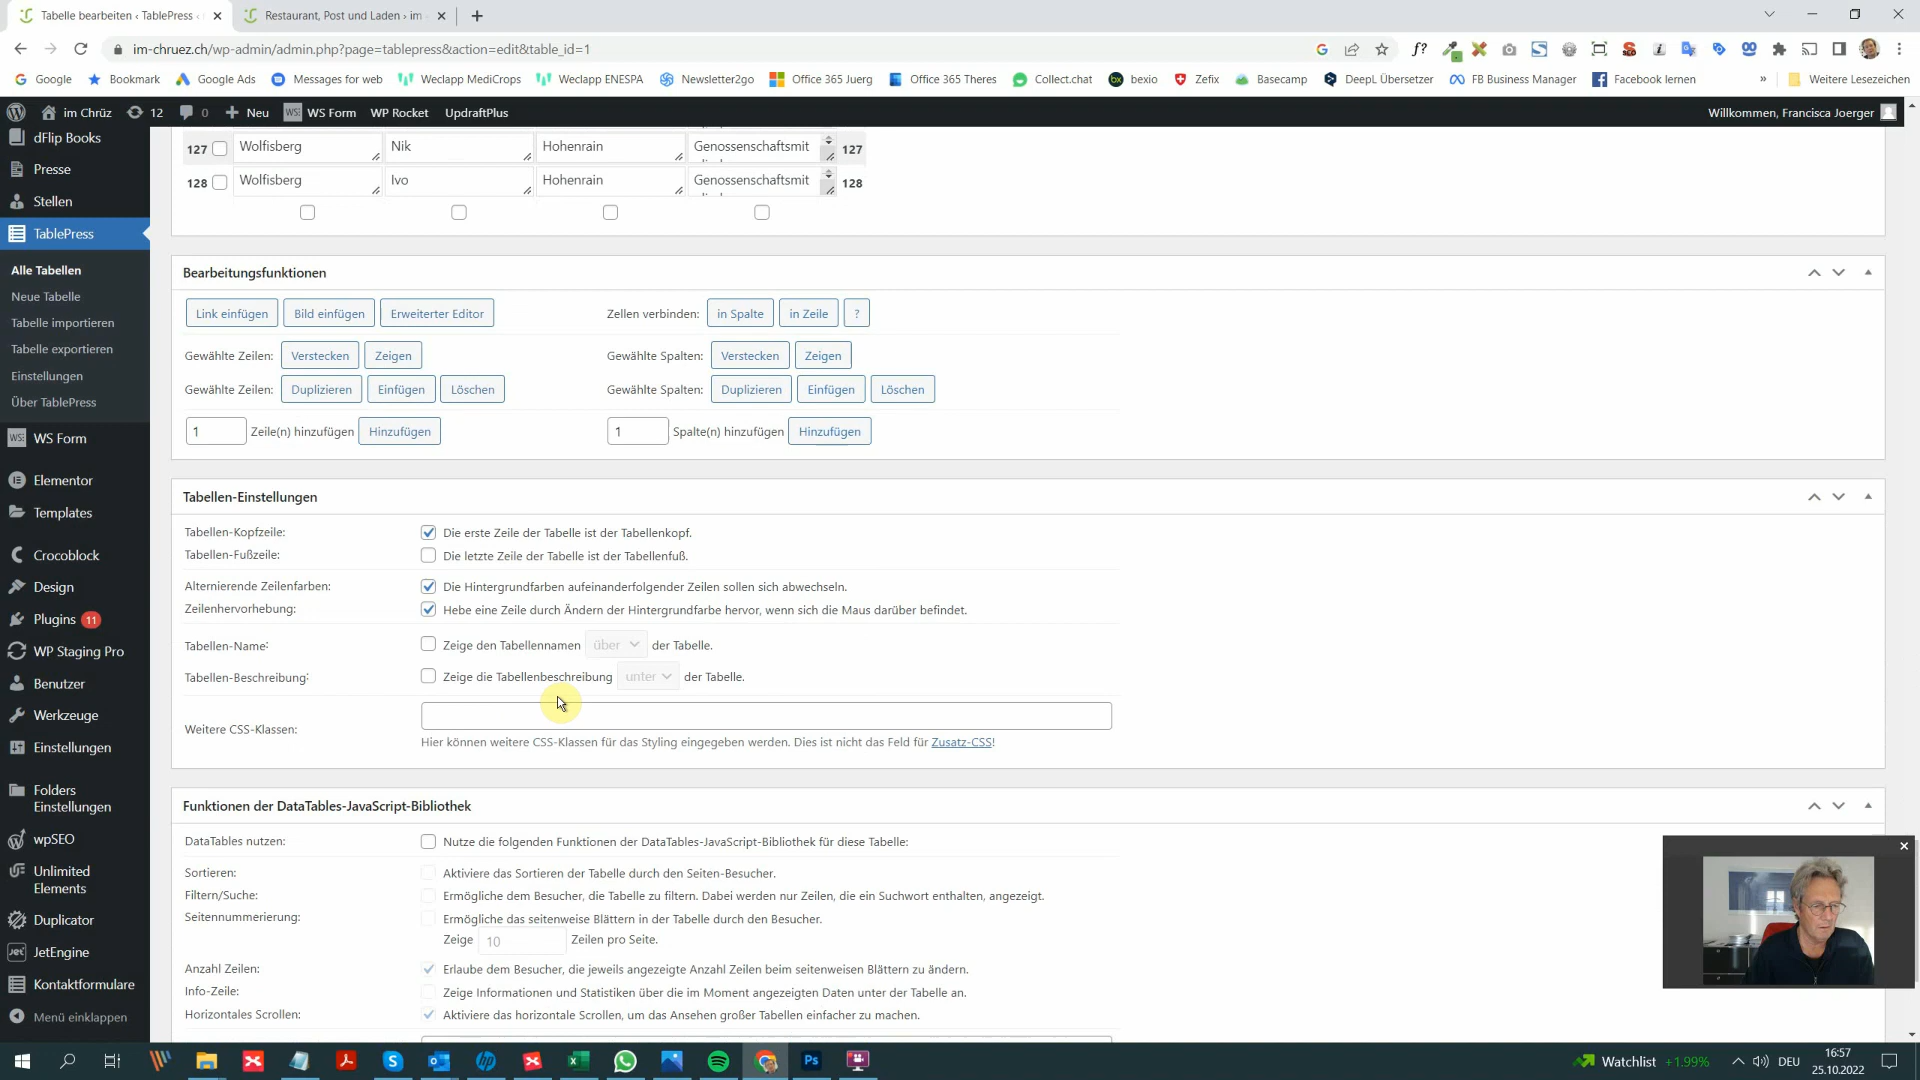 Tabelle bearbeiten ‹ TablePress ‹
Restaurant, Post und Laden › im
im-chruez.ch/wp-admin/admin.php?page=tablepress&action=edit&table_id=1
Google
Bookmark
Google Ads
Messages for web
Weclapp MediCrops
Weclapp ENESPA
Newsletter2go
Office 365 Juerg
Office 365 Theres
Collect.chat
bexio
Zefix
Basecamp
DeepL Übersetzer
FB Business Manager
Facebook lernen
»
Weitere Lesezeichen
im Chrüz
12
0
Neu
WS Form
WP Rocket
UpdraftPlus
Willkommen, Francisca Joerger
dFlip Books
Presse
Stellen
TablePress
Alle Tabellen
Neue Tabelle
Tabelle importieren
Tabelle exportieren
Einstellungen
Über TablePress
WS Form
Elementor
Templates
Crocoblock
Design
Plugins 11
WP Staging Pro
Benutzer
Werkzeuge
Einstellungen
Folders
Einstellungen
wpSEO
Unlimited
Elements
Duplicator
JetEngine
Kontaktformulare
Menü einklappen
127 Wolfisberg Nik Hohenrain Genossenschaftsmit 127
128 Wolfisberg Ivo Hohenrain Genossenschaftsmit 128
Bearbeitungsfunktionen
Link einfügen Bild einfügen Erweiterter Editor Zellen verbinden: in Spalte in Zeile ?
Gewählte Zeilen: Verstecken Zeigen Gewählte Spalten: Verstecken Zeigen
Gewählte Zeilen: Duplizieren Einfügen Löschen Gewählte Spalten: Duplizieren Einfügen Löschen
1 Zeile(n) hinzufügen Hinzufügen 1 Spalte(n) hinzufügen Hinzufügen
Tabellen-Einstellungen
Tabellen-Kopfzeile: Die erste Zeile der Tabelle ist der Tabellenkopf.
Tabellen-Fußzeile: Die letzte Zeile der Tabelle ist der Tabellenfuß.
Alternierende Zeilenfarben: Die Hintergrundfarben aufeinanderfolgender Zeilen sollen sich abwechseln.
Zeilenhervorhebung: Hebe eine Zeile durch Ändern der Hintergrundfarbe hervor, wenn sich die Maus darüber befindet.
Tabellen-Name: Zeige den Tabellennamen über der Tabelle.
Tabellen-Beschreibung: Zeige die Tabellenbeschreibung unter der Tabelle.
Weitere CSS-Klassen:
Hier können weitere CSS-Klassen für das Styling eingegeben werden. Dies ist nicht das Feld für Zusatz-CSS!
Funktionen der DataTables-JavaScript-Bibliothek
DataTables nutzen: Nutze die folgenden Funktionen der DataTables-JavaScript-Bibliothek für diese Tabelle:
Sortieren: Aktiviere das Sortieren der Tabelle durch den Seiten-Besucher.
Filtern/Suche: Ermögliche dem Besucher, die Tabelle zu filtern. Dabei werden nur Zeilen, die ein Suchwort enthalten, angezeigt.
Seitennummerierung: Ermögliche das seitenweise Blättern in der Tabelle durch den Besucher.
Zeige 10 Zeilen pro Seite.
Anzahl Zeilen: Erlaube dem Besucher, die jeweils angezeigte Anzahl Zeilen beim seitenweisen Blättern zu ändern.
Info-Zeile: Zeige Informationen und Statistiken über die im Moment angezeigten Daten unter der Tabelle an.
Horizontales Scrollen: Aktiviere das horizontale Scrollen, um das Ansehen großer Tabellen einfacher zu machen.
Watchlist +1.99%
DEU
16:57
25.10.2022